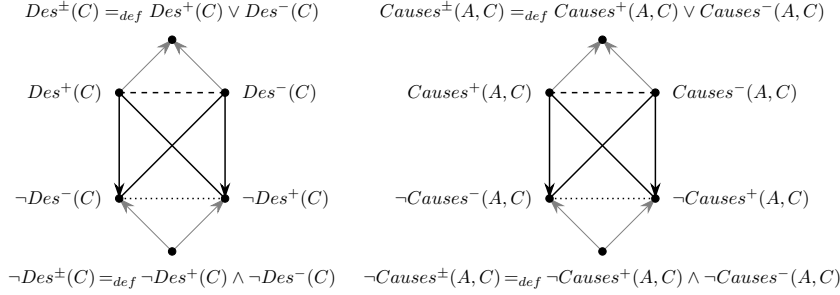 Des±(C) =def Des+(C) ∨ Des−(C)
Causes±(A, C) =def Causes+(A, C) ∨ Causes−(A, C)
Des+(C)
Des−(C)
Causes+(A, C)
Causes−(A, C)
¬Des−(C)
¬Des+(C)
¬Causes−(A, C)
¬Causes+(A, C)
¬Des±(C) =def ¬Des+(C) ∧ ¬Des−(C)
¬Causes±(A, C) =def ¬Causes+(A, C) ∧ ¬Causes−(A, C)